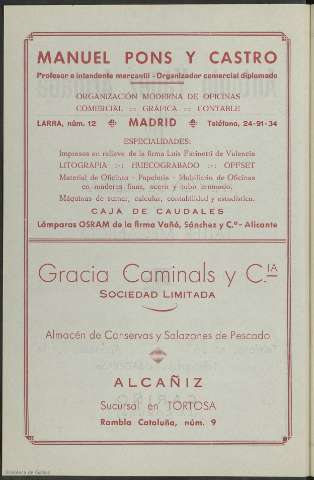 MANUEL PONS Y CASTRO
Profesor e intendente mercantil - Organizador comercial diplomado
ORGANIZACIÓN MODERNA DE OFICINAS
COMERCIAL :-: GRÁFICA :-: CONTABLE
LARRA, núm. 12 MADRID Teléfono, 24-91-34
ESPECIALIDADES:
Impresos en relieve de la firma Luis Farinetti de Valencia
LITOGRAFÍA :-: HUECOGRABADO :-: OFFSET
Material de Oficinas - Papelería - Mobiliario de Oficinas
en maderas finas, acero y tubo cromado.
Máquinas de sumar, calcular, contabilidad y estadística.
CAJA DE CAUDALES
Lámparas OSRAM de la firma Vañá, Sánchez y C.ª - Alicante
Gracia Caminals y C.IA
SOCIEDAD LIMITADA
Almacén de Conservas y Salazones de Pescado
ALCAÑIZ
Sucursal en TORTOSA
Rambla Cataluña, núm. 9